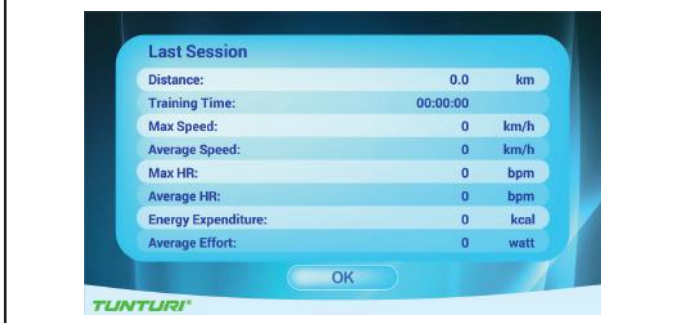 Last Session
Distance: 0.0 km
Training Time: 00:00:00
Max Speed: 0 km/h
Average Speed: 0 km/h
Max HR: 0 bpm
Average HR: 0 bpm
Energy Expenditure: 0 kcal
Average Effort: 0 watt
OK
TUNTURI®